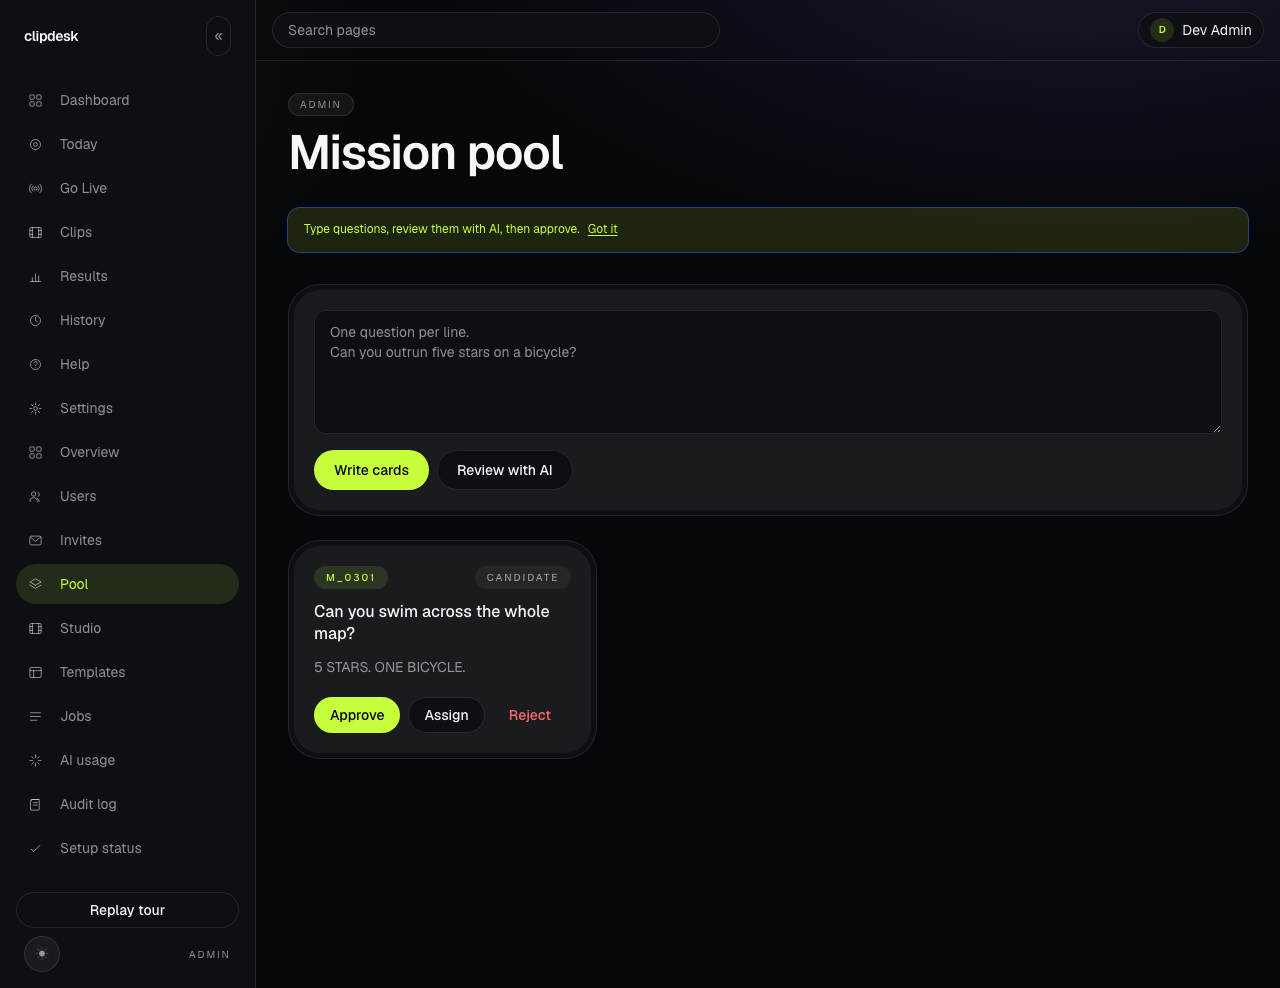 clipdesk
«
Search pages
D
Dev Admin
Dashboard
Today
Go Live
Clips
Results
History
Help
Settings
Overview
Users
Invites
Pool
Studio
Templates
Jobs
AI usage
Audit log
Setup status
Replay tour
ADMIN
ADMIN
Mission pool
Type questions, review them with AI, then approve. Got it
One question per line.
Can you outrun five stars on a bicycle?
Write cards
Review with AI
M_0301
CANDIDATE
Can you swim across the whole
map?
5 STARS. ONE BICYCLE.
Approve
Assign
Reject